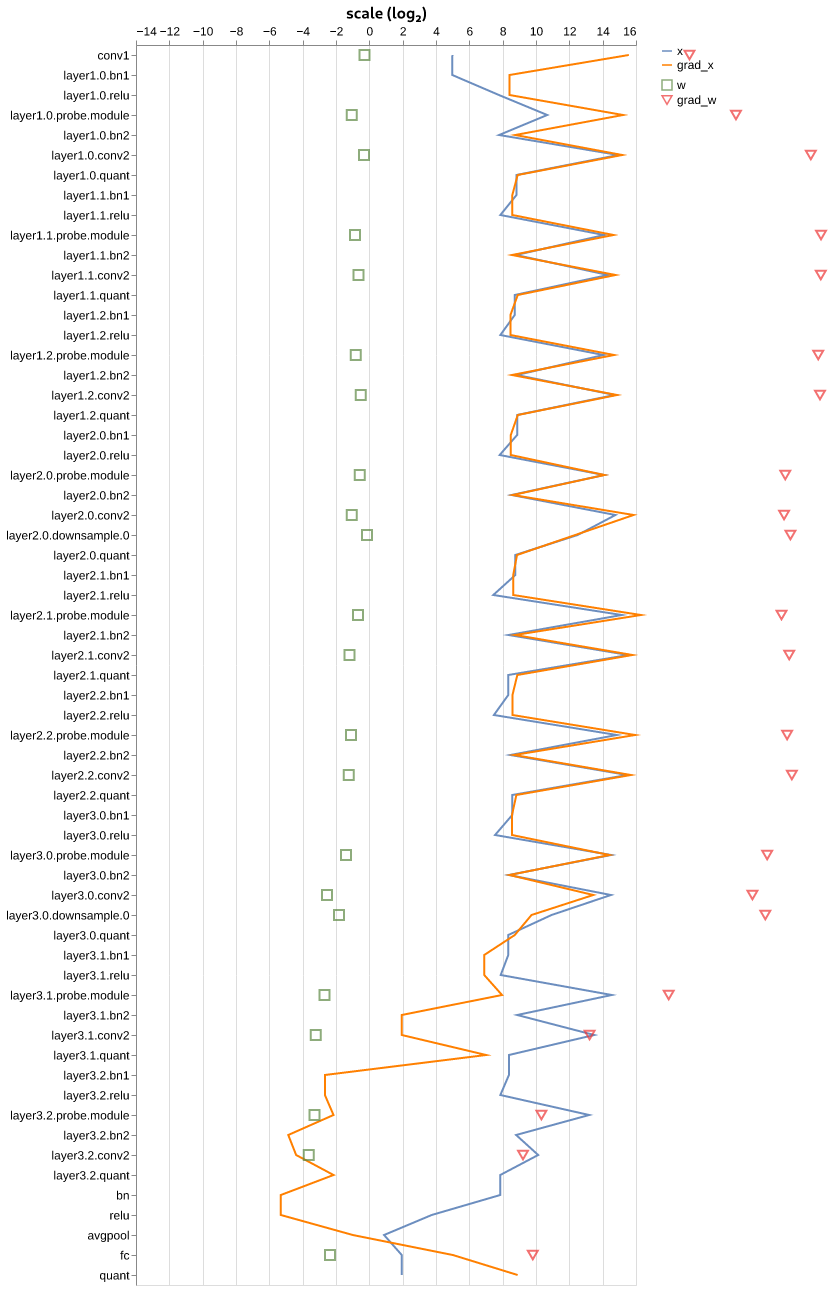 scale (log₂)
−14 −12 −10 −8 −6 −4 −2 0 2 4 6 8 10 12 14 16
conv1
x
layer1.0.bn1
grad_x
w
layer1.0.relu
grad_w
layer1.0.probe.module
layer1.0.bn2
layer1.0.conv2
layer1.0.quant
layer1.1.bn1
layer1.1.relu
layer1.1.probe.module
layer1.1.bn2
layer1.1.conv2
layer1.1.quant
layer1.2.bn1
layer1.2.relu
layer1.2.probe.module
layer1.2.bn2
layer1.2.conv2
layer1.2.quant
layer2.0.bn1
layer2.0.relu
layer2.0.probe.module
layer2.0.bn2
layer2.0.conv2
layer2.0.downsample.0
layer2.0.quant
layer2.1.bn1
layer2.1.relu
layer2.1.probe.module
layer2.1.bn2
layer2.1.conv2
layer2.1.quant
layer2.2.bn1
layer2.2.relu
layer2.2.probe.module
layer2.2.bn2
layer2.2.conv2
layer2.2.quant
layer3.0.bn1
layer3.0.relu
layer3.0.probe.module
layer3.0.bn2
layer3.0.conv2
layer3.0.downsample.0
layer3.0.quant
layer3.1.bn1
layer3.1.relu
layer3.1.probe.module
layer3.1.bn2
layer3.1.conv2
layer3.1.quant
layer3.2.bn1
layer3.2.relu
layer3.2.probe.module
layer3.2.bn2
layer3.2.conv2
layer3.2.quant
bn
relu
avgpool
fc
quant